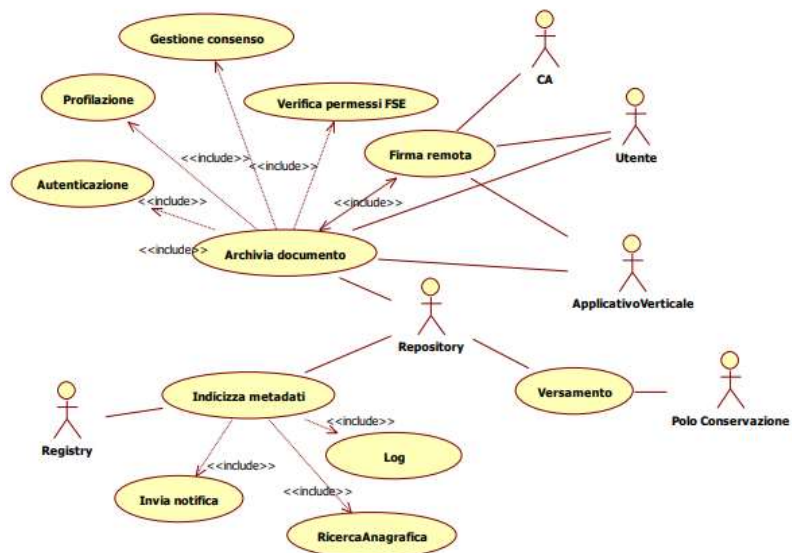 Gestione consenso
CA
Profilazione
Verifica permessi FSE
<<include>>
<<include>>
Firma remota
Utente
Autenticazione
<<include>>
<<include>>
Archivia documento
ApplicativoVerticale
Repository
Indicizza metadati
Versamento
Registry
<<include>>
Polo Conservazione
<<include>>
Log
Invia notifica
<<include>>
RicercaAnagrafica